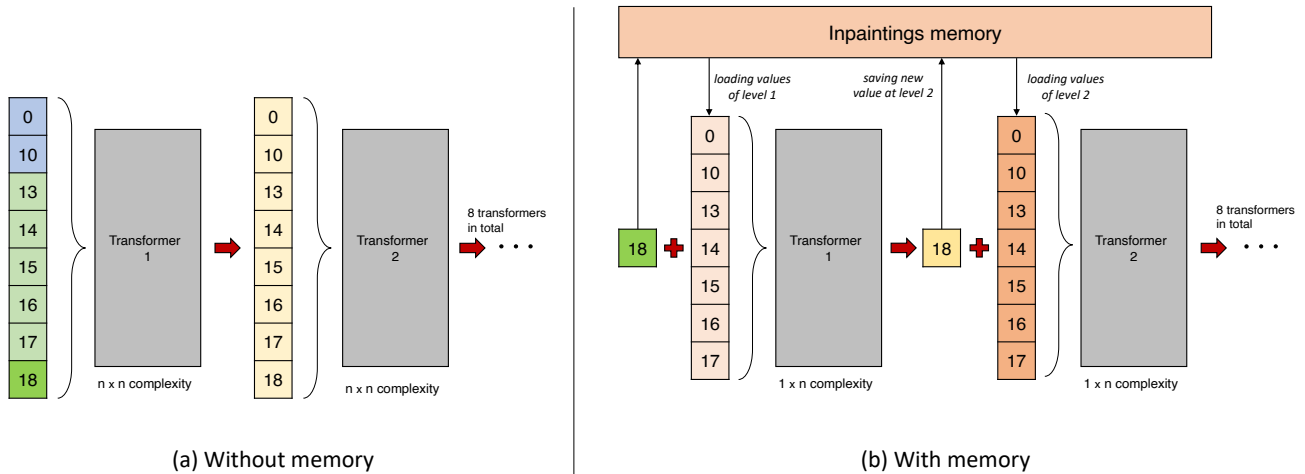 0
10
13
14
15
16
17
18
Transformer
1
n x n complexity
0
10
13
14
15
16
17
18
Transformer
2
n x n complexity
8 transformers
in total
• • •
(a) Without memory
Inpaintings memory
loading values
of level 1
saving new
value at level 2
loading values
of level 2
18
0
10
13
14
15
16
17
Transformer
1
1 x n complexity
18
0
10
13
14
15
16
17
Transformer
2
1 x n complexity
8 transformers
in total
• • •
(b) With memory